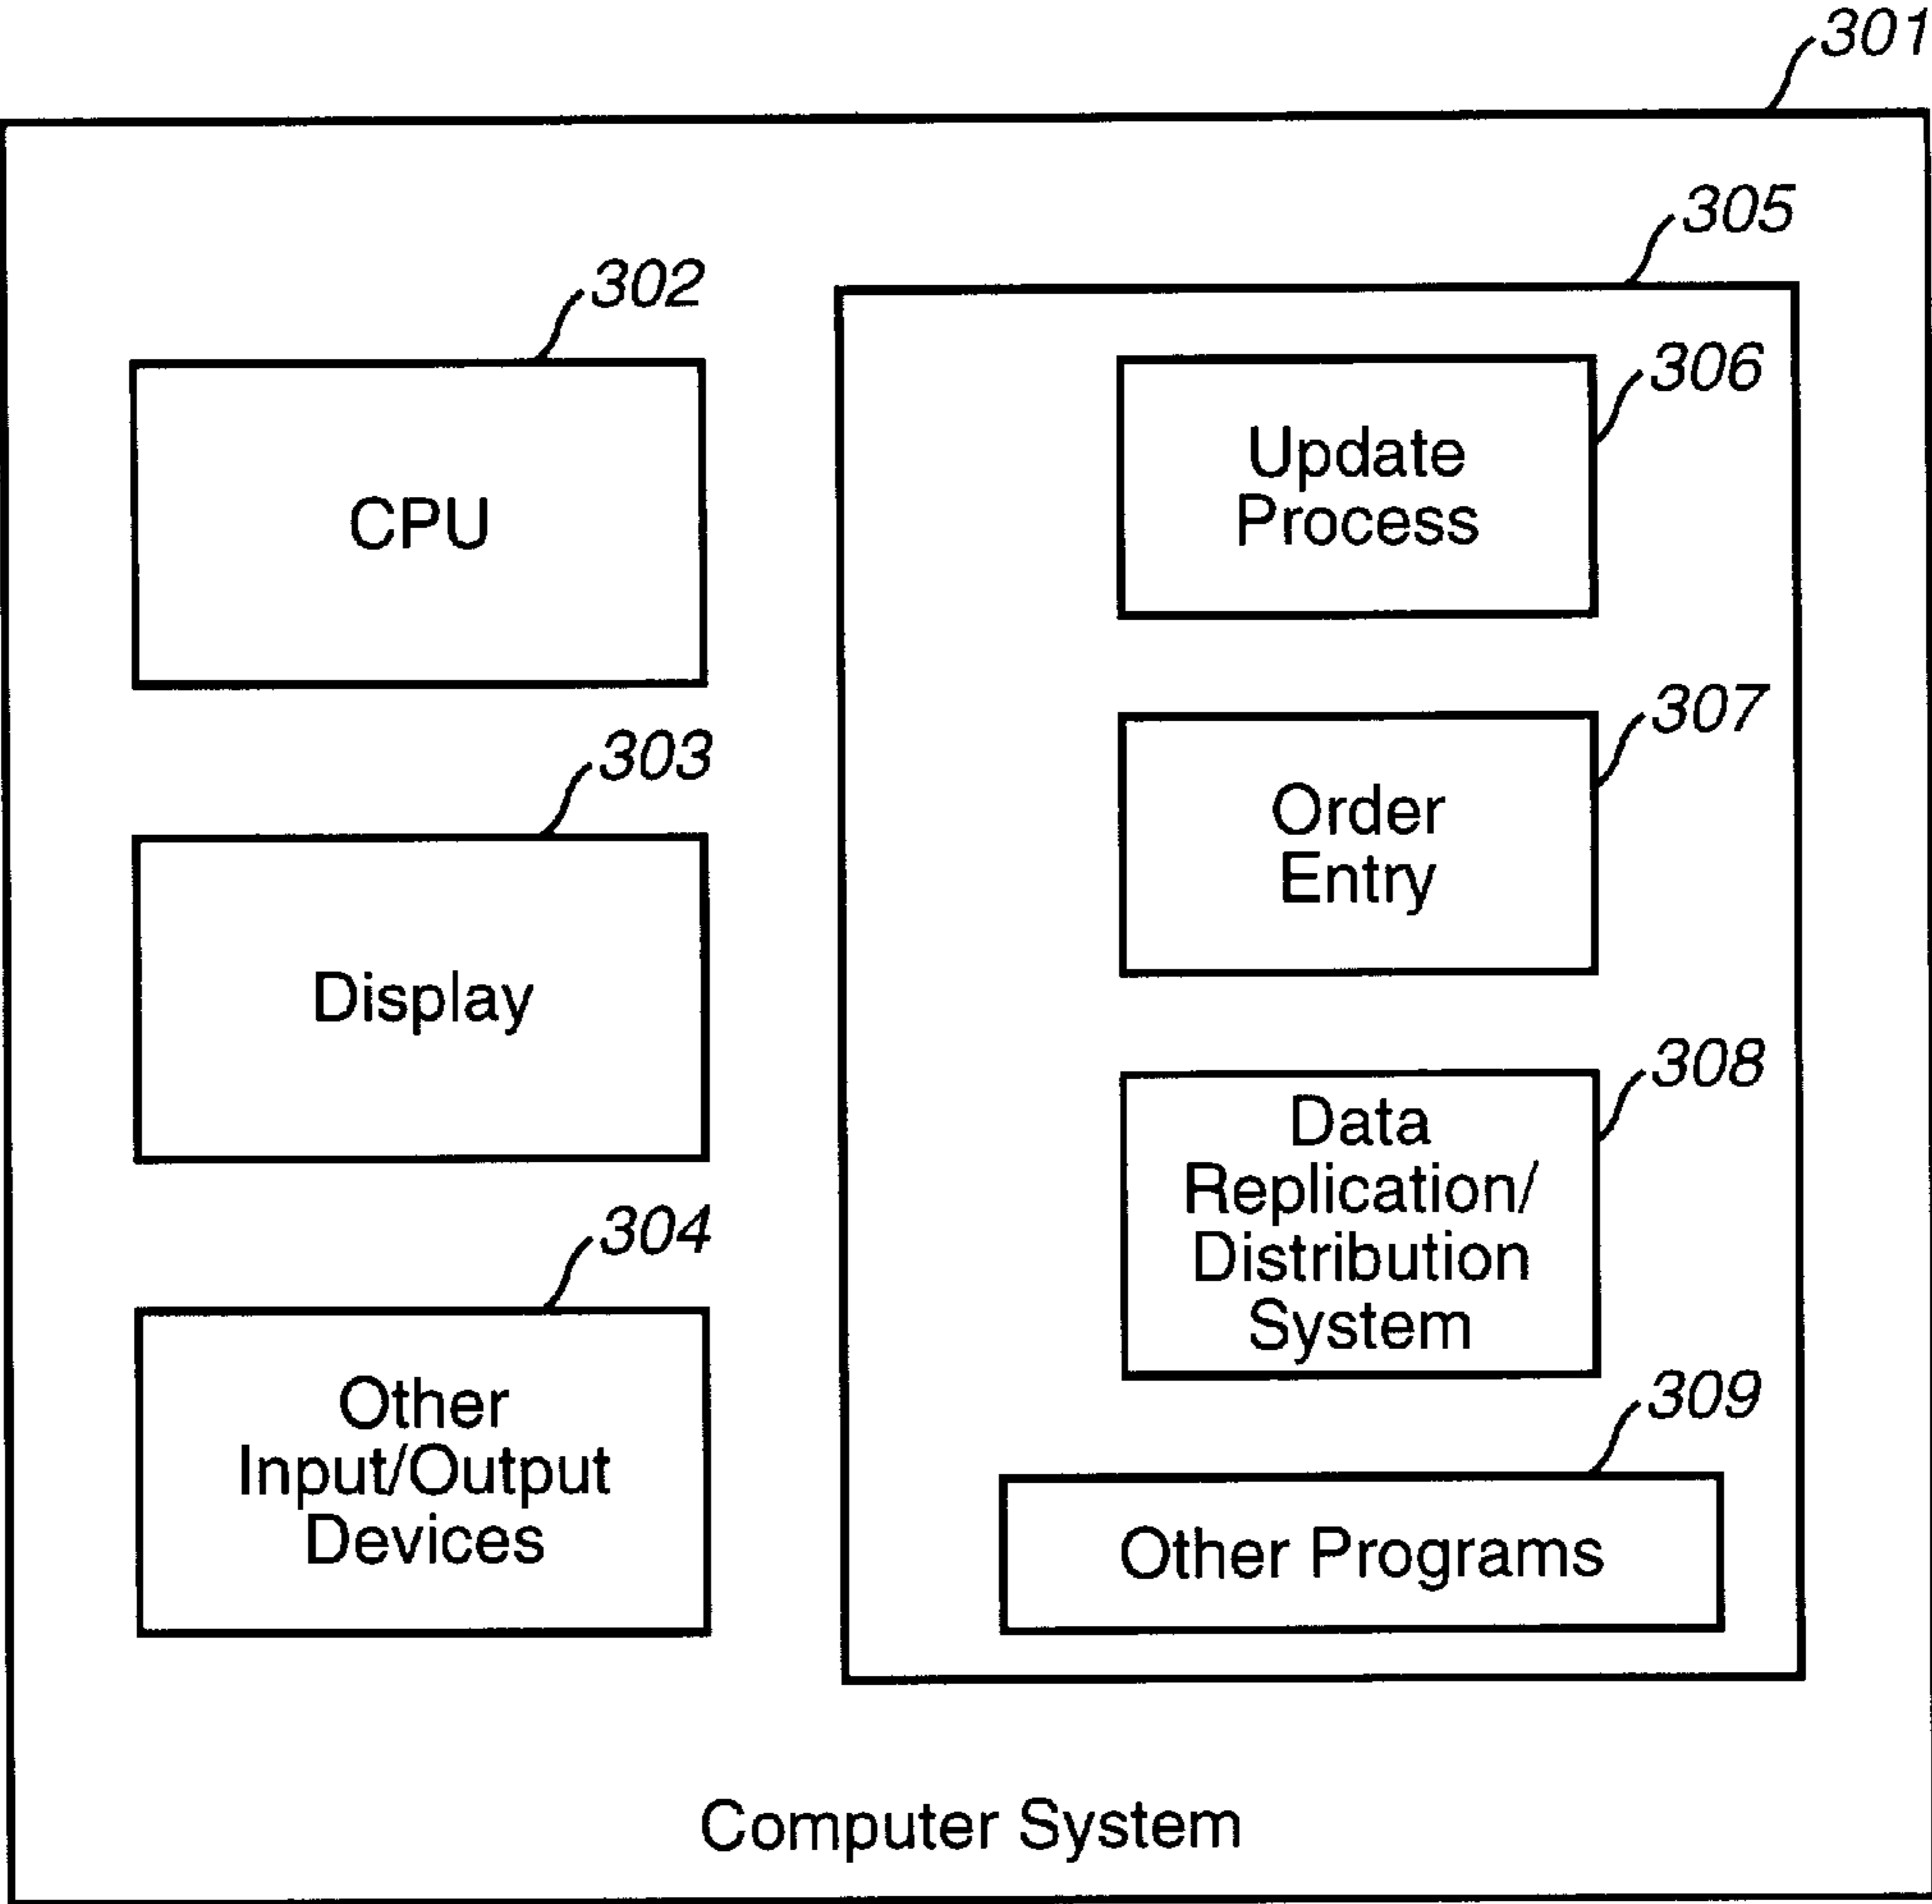 301
305
302
306
CPU
Update
Process
303
307
Display
Order
Entry
304
308
Other
Input/Output
Devices
Data
Replication/
Distribution
System
309
Other Programs
Computer System